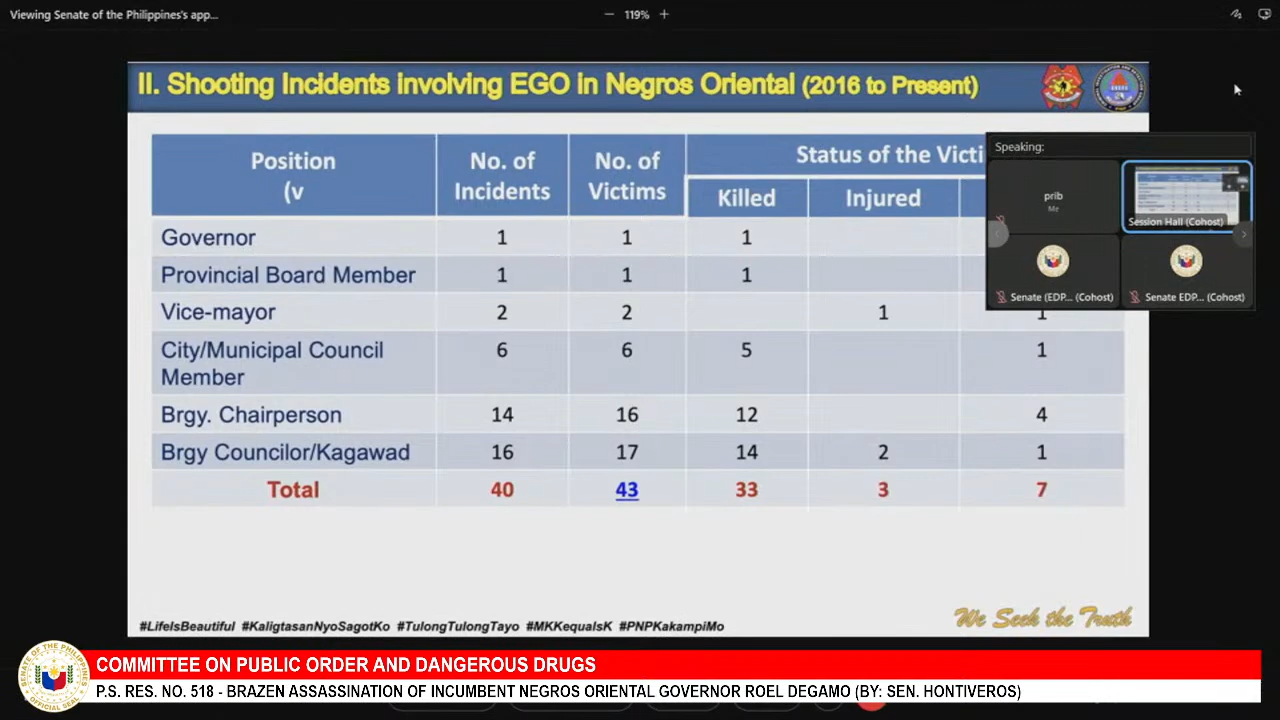 Viewing Senate of the Philippines's app...
119%
II. Shooting Incidents involving EGO in Negros Oriental (2016 to Present)
Position
(v
No. of
Incidents
No. of
Victims
Status of the Victi
Killed
Injured
Governor 1 1 1
Provincial Board Member 1 1 1
Vice-mayor 2 2 1 1
City/Municipal Council
Member 6 6 5 1
Brgy. Chairperson 14 16 12 4
Brgy Councilor/Kagawad 16 17 14 2 1
Total 40 43 33 3 7
Speaking:
prib
Me
Session Hall (Cohost)
Senate (EDP... (Cohost)
Senate EDP... (Cohost)
#LifeIsBeautiful #KaligtasanNyoSagotKo #TulongTulongTayo #MKKequalsK #PNPKakampiMo
We Seek the Truth
COMMITTEE ON PUBLIC ORDER AND DANGEROUS DRUGS
P.S. RES. NO. 518 - BRAZEN ASSASSINATION OF INCUMBENT NEGROS ORIENTAL GOVERNOR ROEL DEGAMO (BY: SEN. HONTIVEROS)